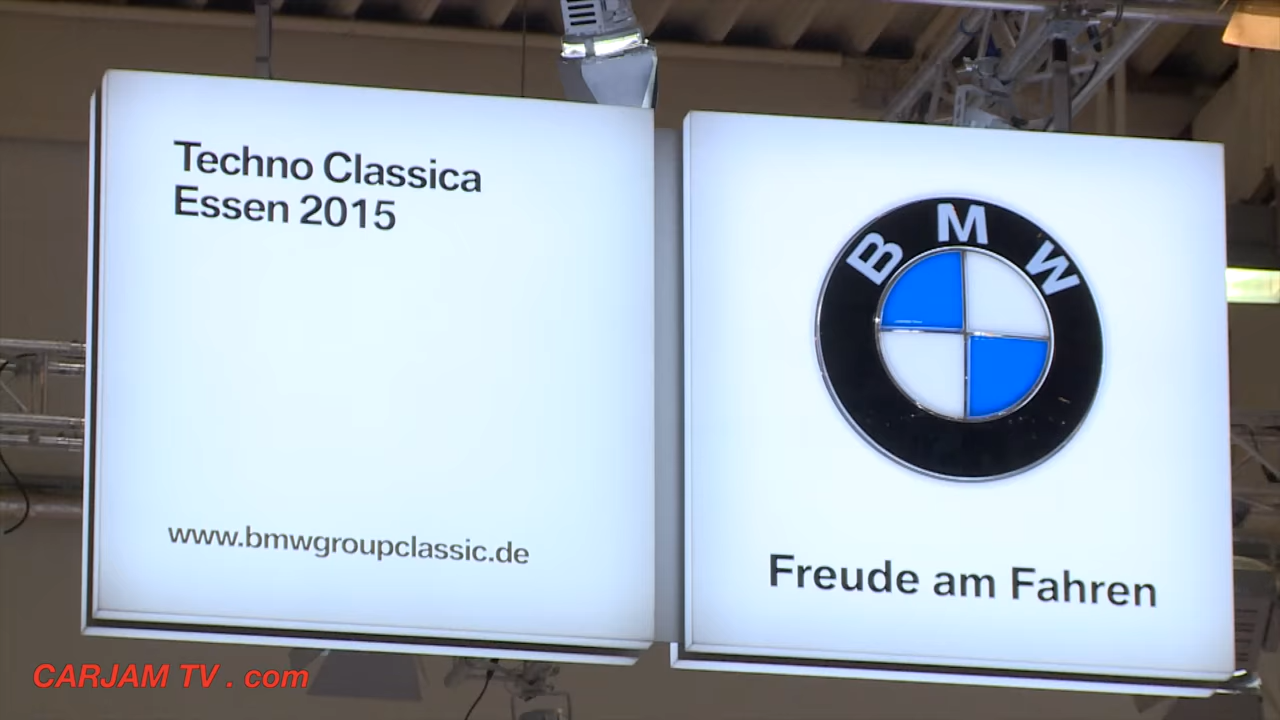 Techno Classica
Essen 2015
www.bmwgroupclassic.de
BMW
Freude am Fahren
CARJAM TV . com